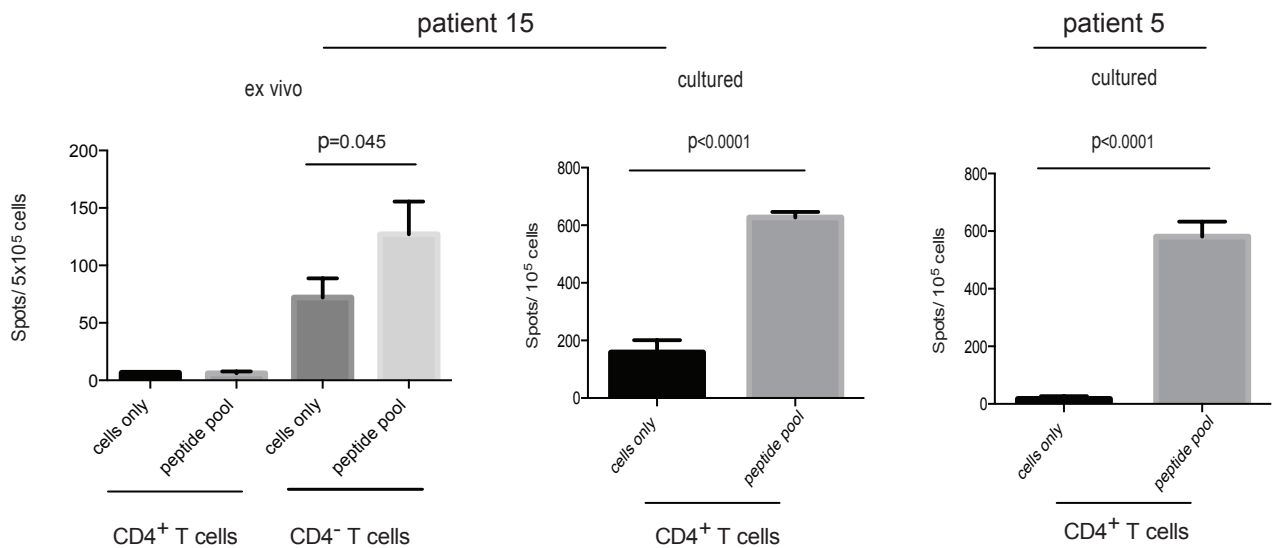 patient 15
patient 5
ex vivo
cultured
cultured
p=0.045
p<0.0001
p<0.0001
Spots/ 5x10⁵ cells
200
150
100
50
0
cells only
peptide pool
cells only
peptide pool
CD4⁺ T cells
CD4⁻ T cells
Spots/ 10⁵ cells
800
600
400
200
0
cells only
peptide pool
CD4⁺ T cells
Spots/ 10⁵ cells
800
600
400
200
0
cells only
peptide pool
CD4⁺ T cells